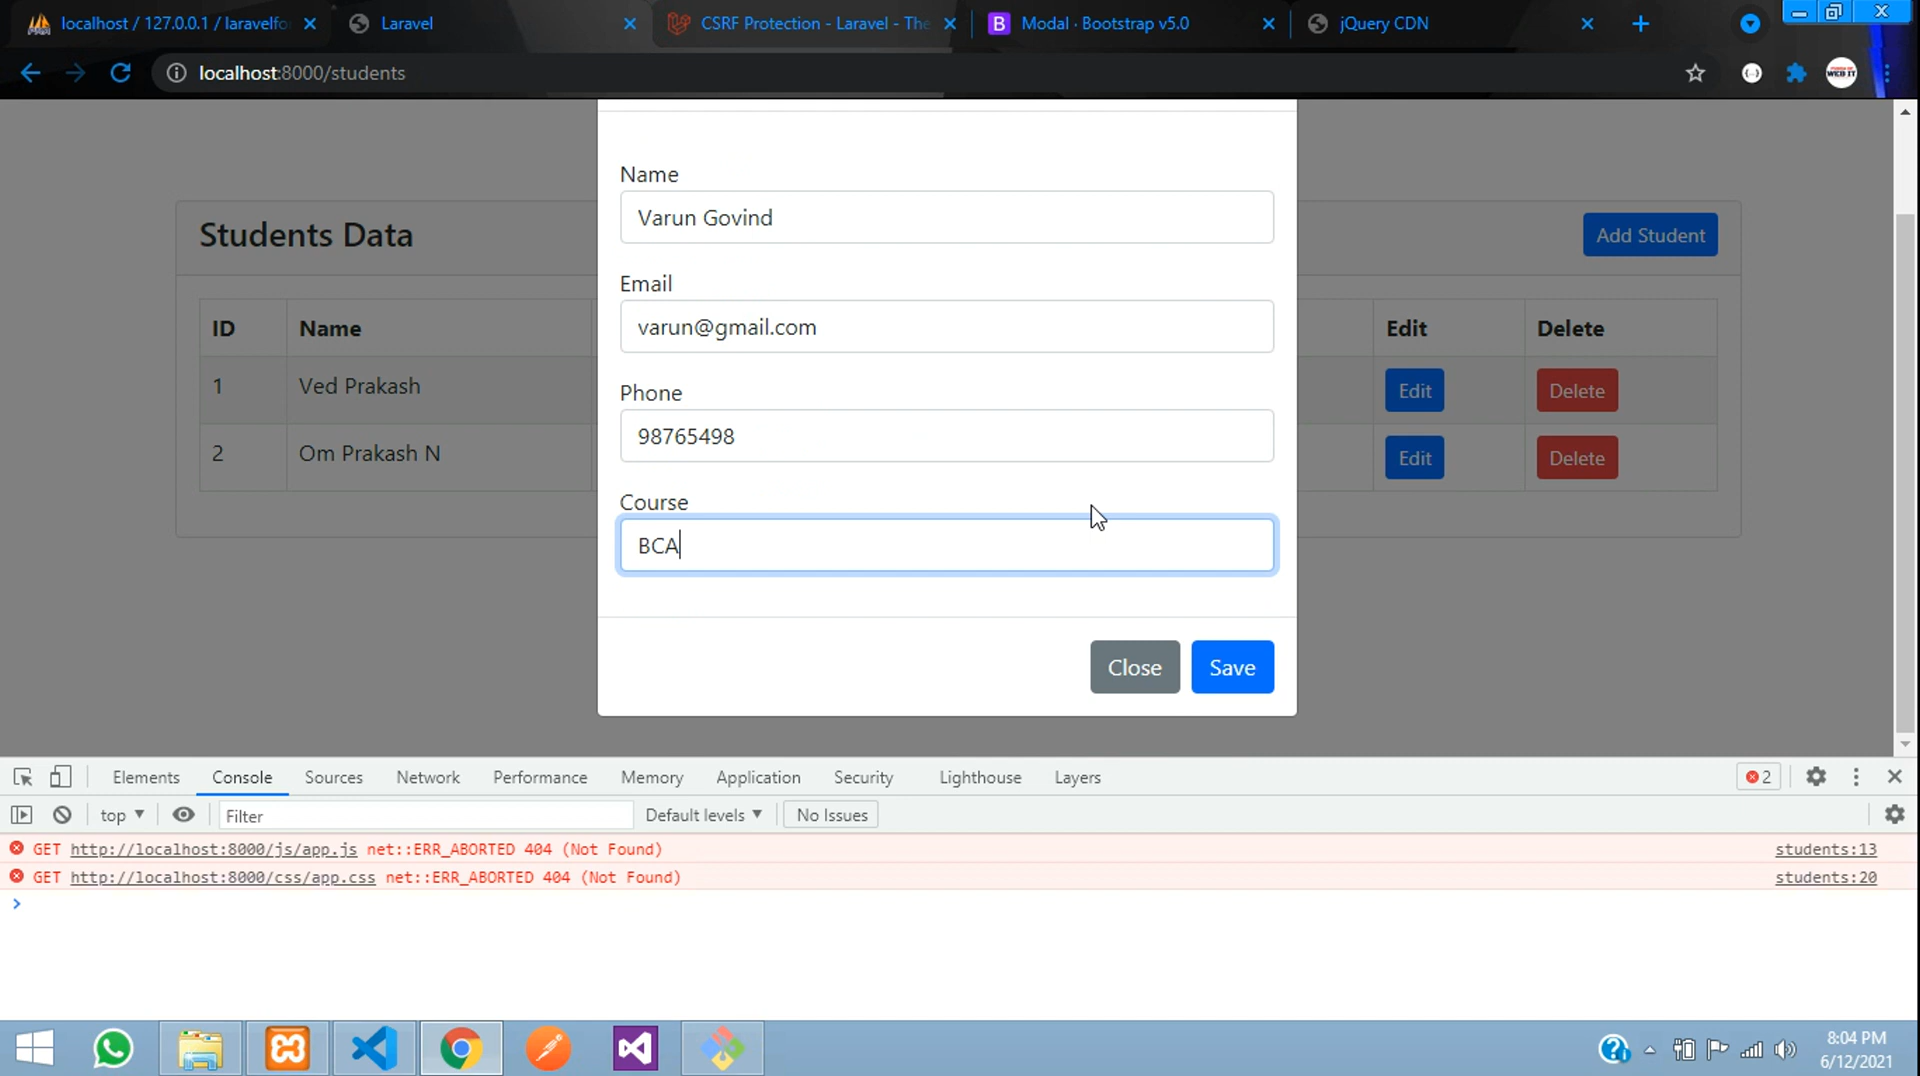 localhost / 127.0.0.1 / laravelfo
Laravel
CSRF Protection - Laravel - The
B Modal · Bootstrap v5.0
jQuery CDN
localhost:8000/students
WEB IT
Name
Varun Govind
Students Data
Add Student
Email
ID Name Edit Delete
varun@gmail.com
1 Ved Prakash Edit Delete
Phone
98765498
2 Om Prakash N Edit Delete
Course
BCA
Close Save
Elements Console Sources Network Performance Memory Application Security Lighthouse Layers 2
top Filter Default levels No Issues
GET http://localhost:8000/js/app.js net::ERR_ABORTED 404 (Not Found) students:13
GET http://localhost:8000/css/app.css net::ERR_ABORTED 404 (Not Found) students:20
8:04 PM
6/12/2021